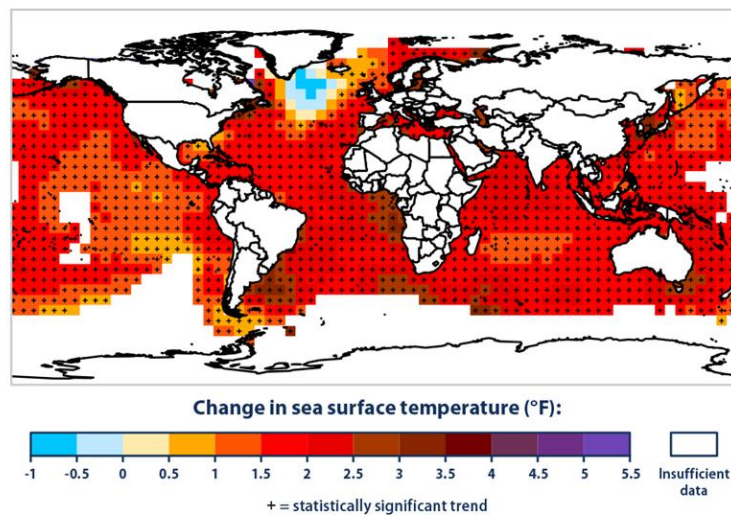 Change in sea surface temperature (°F):
-1 -0.5 0 0.5 1 1.5 2 2.5 3 3.5 4 4.5 5 5.5
Insufficient
data
+ = statistically significant trend